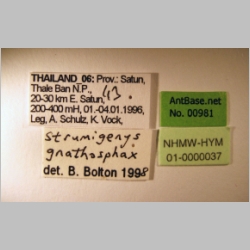 THAILAND_06: Prov.: Satun,
Thale Ban N.P., 43.
20-30 km E. Satun,
200-400 mH, 01.-04.01.1996,
Leg, A. Schulz, K. Vock,
strumigenys
gnathosphax
det. B. Bolton 1998
AntBase.net
No. 00981
NHMW-HYM
01-0000037